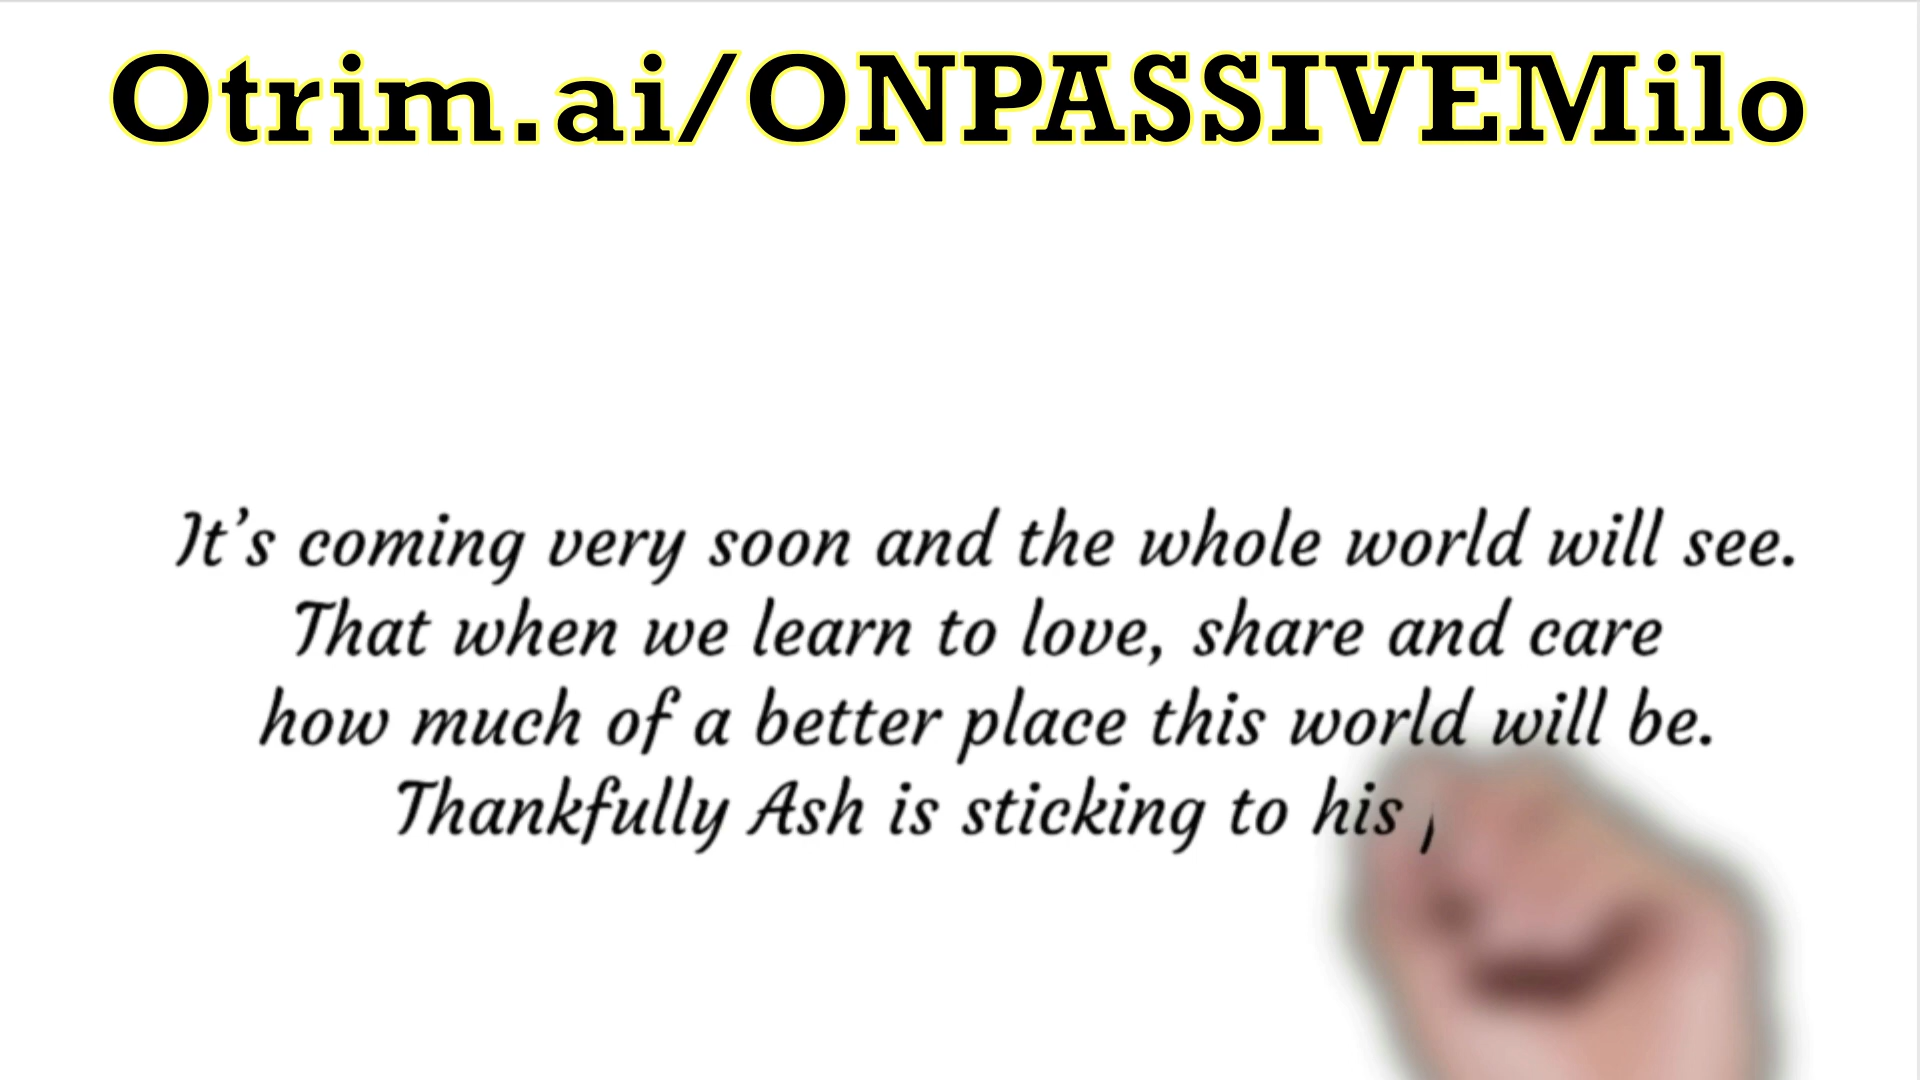 Otrim.ai/ONPASSIVEMilo
It’s coming very soon and the whole world will see.
That when we learn to love, share and care
how much of a better place this world will be.
Thankfully Ash is sticking to his